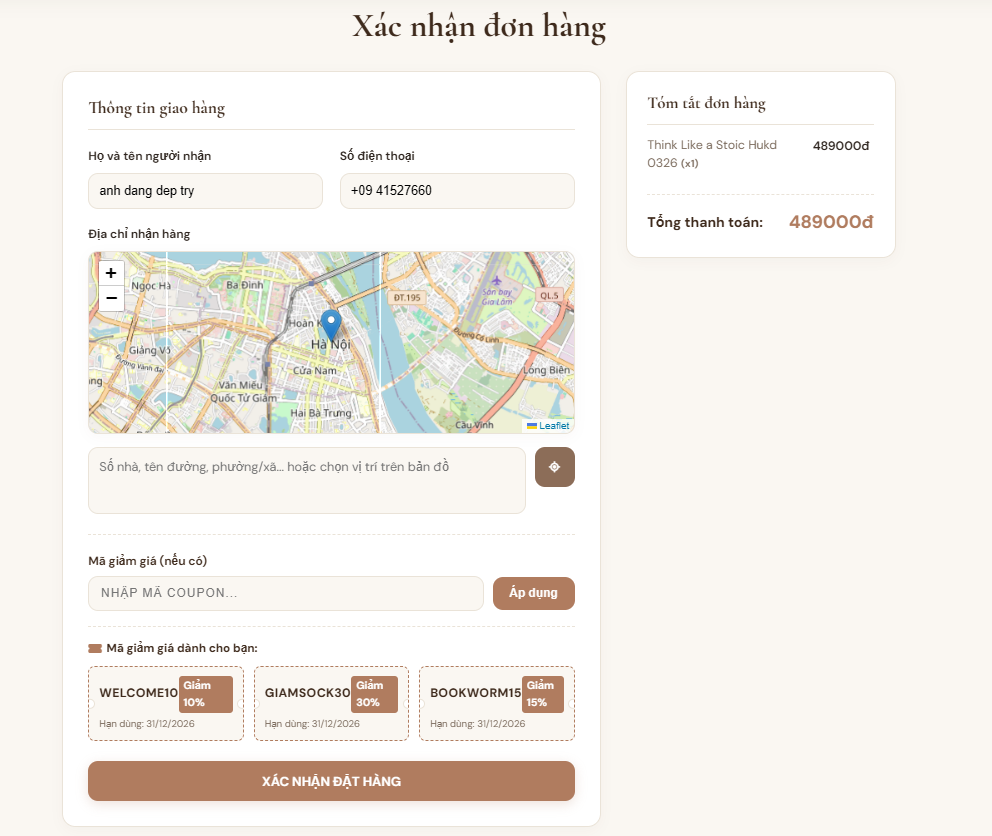 Xác nhận đơn hàng
Thông tin giao hàng
Họ và tên người nhận
Số điện thoại
anh dang dep try
+09 41527660
Địa chỉ nhận hàng
+
−
Ngọc Hà
Ba Đình
ĐT.195
Sân bay
Gia Lâm
QL.5
Hoàn K
Hà Nội
Giảng Võ
Đường Vành đai
Cửa Nam
Đường Cổ Linh
Long Biên
ng
Văn Miếu
Quốc Tử Giám
Hai Bà Trưng
Cầu Vĩnh
Leaflet
Số nhà, tên đường, phường/xã... hoặc chọn vị trí trên bản đồ
Mã giảm giá (nếu có)
NHẬP MÃ COUPON...
Áp dụng
Mã giảm giá dành cho bạn:
WELCOME10
Giảm
10%
Hạn dùng: 31/12/2026
GIAMSOCK30
Giảm
30%
Hạn dùng: 31/12/2026
BOOKWORM15
Giảm
15%
Hạn dùng: 31/12/2026
XÁC NHẬN ĐẶT HÀNG
Tóm tắt đơn hàng
Think Like a Stoic Hukd
489000đ
0326 (x1)
Tổng thanh toán:
489000đ